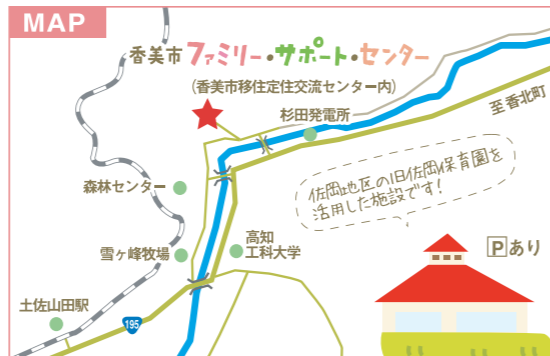 MAP
香美市 ファミリー・サポート・センター
(香美市移住定住交流センター内)
杉田発電所
至香北町
佐岡地区の旧佐岡保育園を
活用した施設です!
森林センター
雪ヶ峰牧場
高知
工科大学
Pあり
土佐山田駅
195